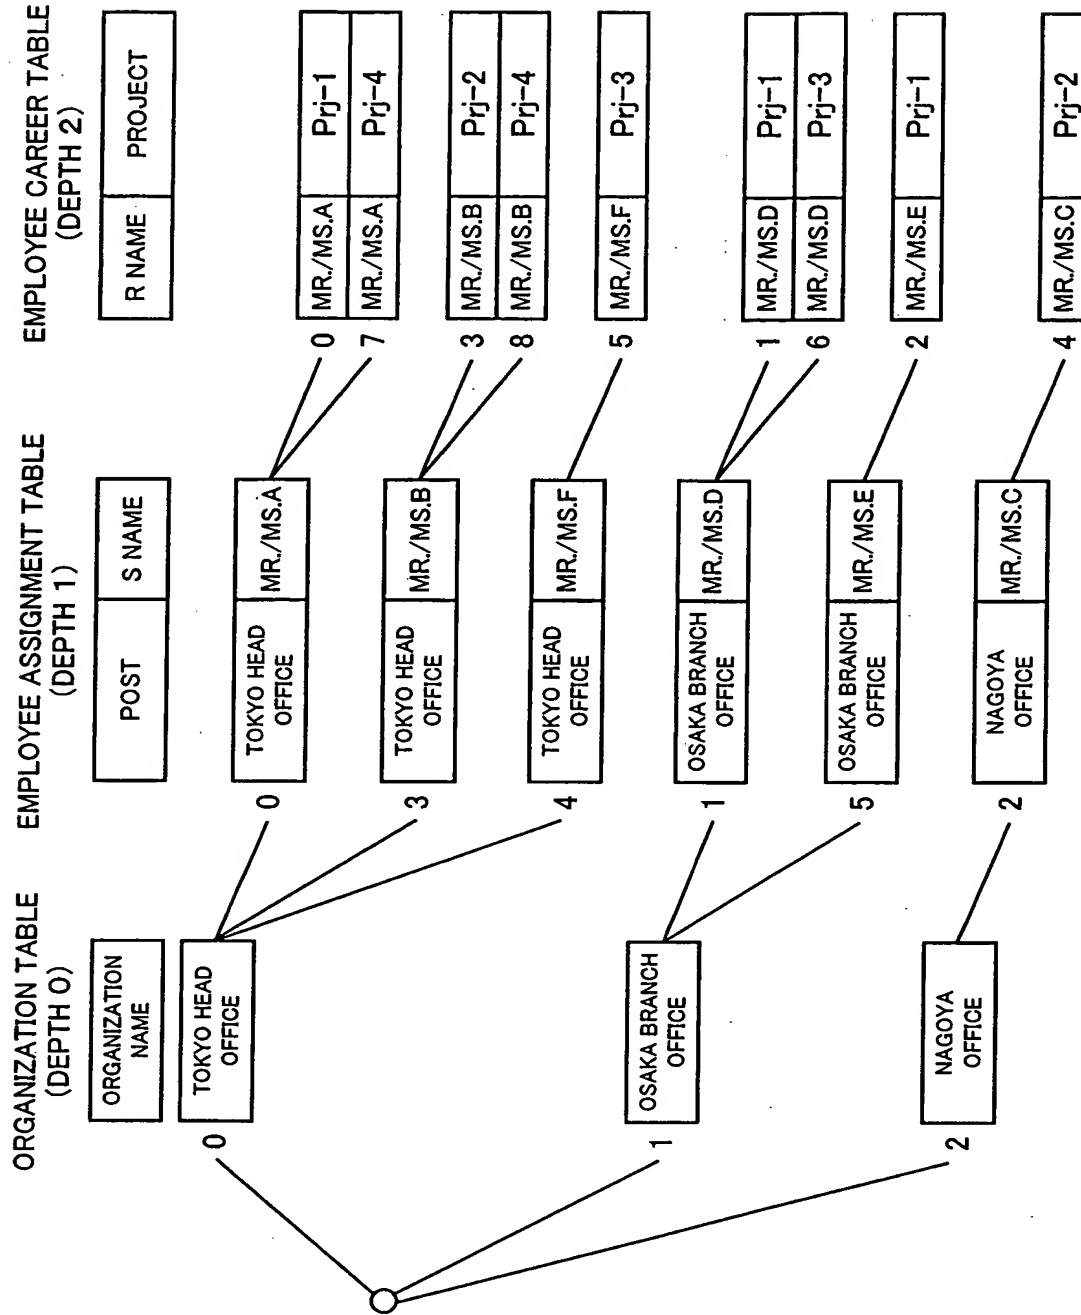 ORGANIZATION TABLE
(DEPTH 0)
EMPLOYEE ASSIGNMENT TABLE
(DEPTH 1)
EMPLOYEE CAREER TABLE
(DEPTH 2)
ORGANIZATION
NAME
POST
S NAME
R NAME
PROJECT
0
TOKYO HEAD
OFFICE
0
TOKYO HEAD
OFFICE
MR./MS.A
0
MR./MS.A
Prj-1
7
MR./MS.A
Prj-4
3
TOKYO HEAD
OFFICE
MR./MS.B
3
MR./MS.B
Prj-2
8
MR./MS.B
Prj-4
4
TOKYO HEAD
OFFICE
MR./MS.F
5
MR./MS.F
Prj-3
1
OSAKA BRANCH
OFFICE
1
OSAKA BRANCH
OFFICE
MR./MS.D
1
MR./MS.D
Prj-1
6
MR./MS.D
Prj-3
5
OSAKA BRANCH
OFFICE
MR./MS.E
2
MR./MS.E
Prj-1
2
NAGOYA
OFFICE
2
NAGOYA
OFFICE
MR./MS.C
4
MR./MS.C
Prj-2